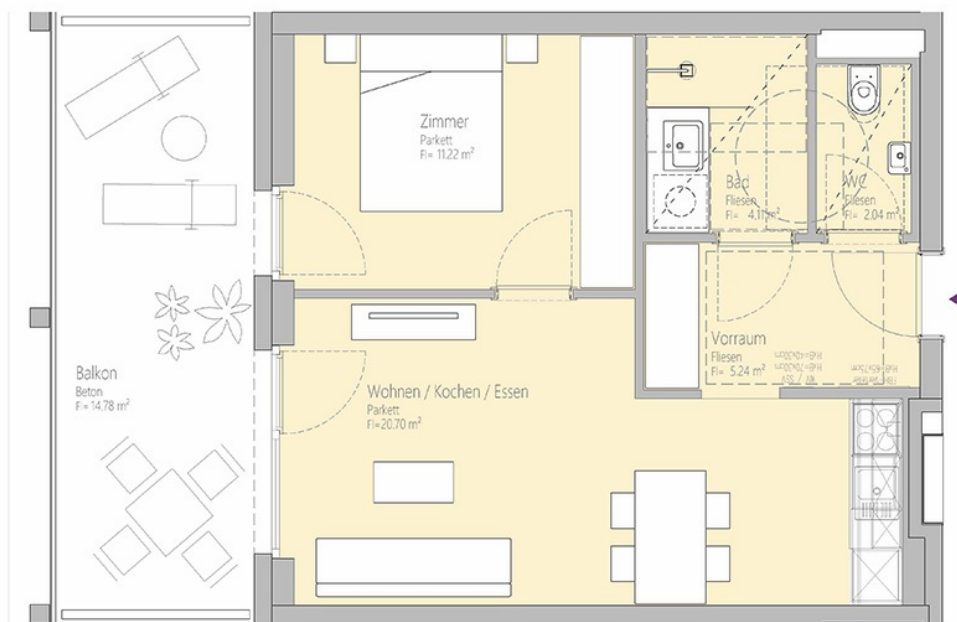 Zimmer
Parkett
Fl= 11.22 m²
Bad
Fliesen
Fl= 4.11 m²
WC
Fliesen
Fl= 2.04 m²
Vorraum
Fliesen
Fl= 5.24 m²
Balkon
Beton
Fl= 14.78 m²
Wohnen / Kochen / Essen
Parkett
Fl=20.70 m²